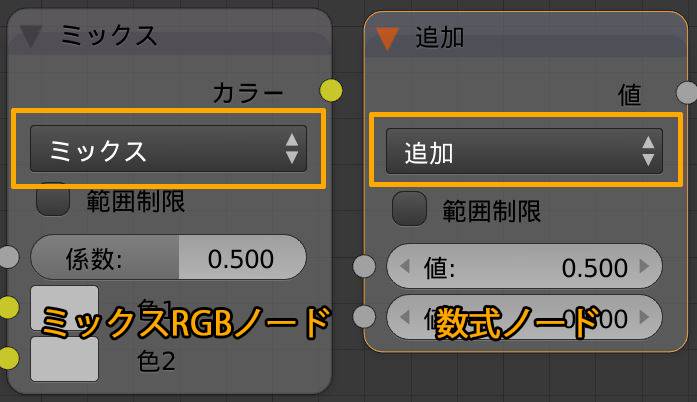 ミックス
カラー
ミックス
範囲制限
係数: 0.500
色1
色2
ミックスRGBノード
追加
値
追加
範囲制限
値: 0.500
数式ノード